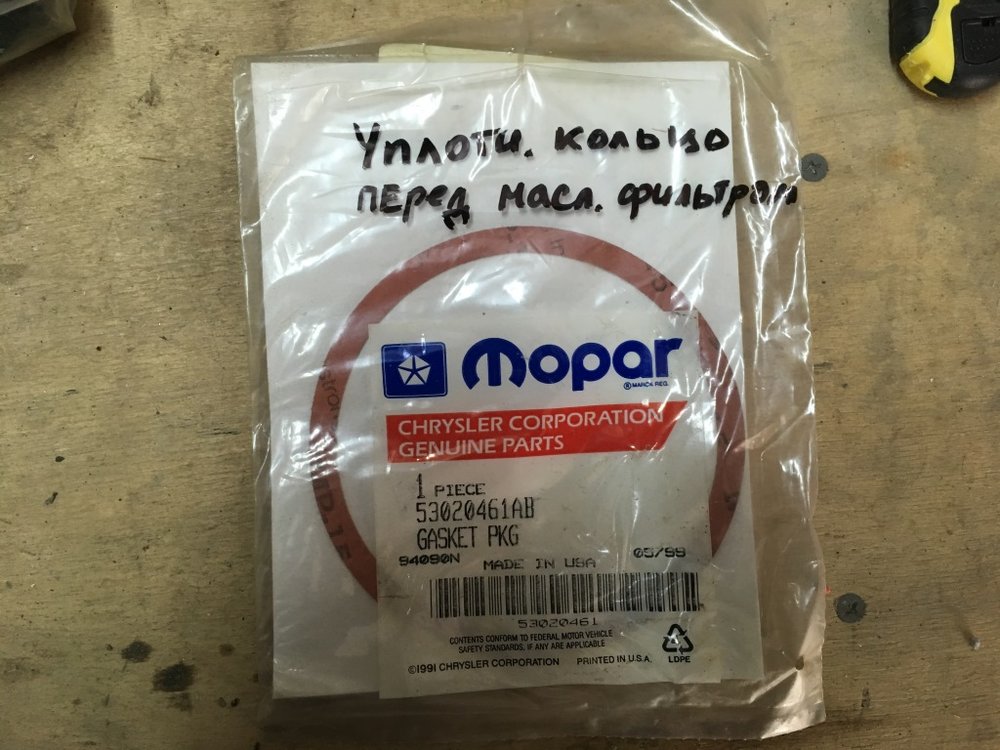 Уплотн. кольцо
перед масл. фильтром
mopar
® MARCA REG.
CHRYSLER CORPORATION
GENUINE PARTS
1 PIECE
53020461AB
GASKET PKG
94090N
05/99
MADE IN USA
53020461
CONTENTS CONFORM TO FEDERAL MOTOR VEHICLE
SAFETY STANDARDS, IF ANY ARE APPLICABLE
©1991 CHRYSLER CORPORATION PRINTED IN U.S.A.
LDPE